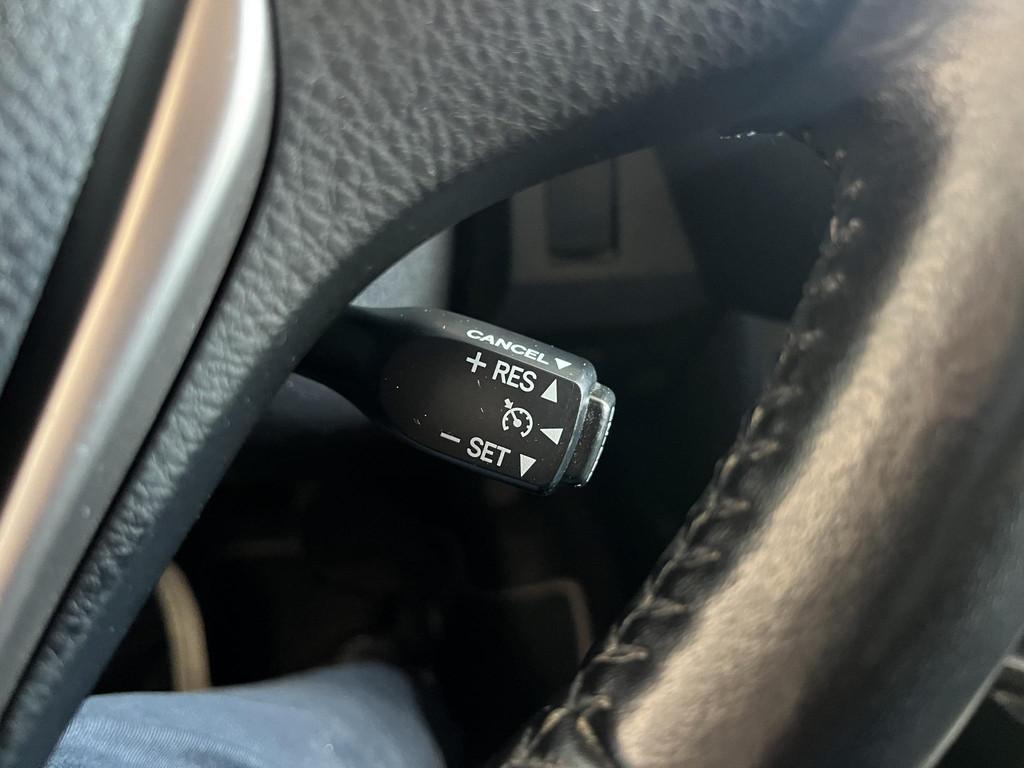 CANCEL ▼
+ RES ▲
◀
− SET ▼